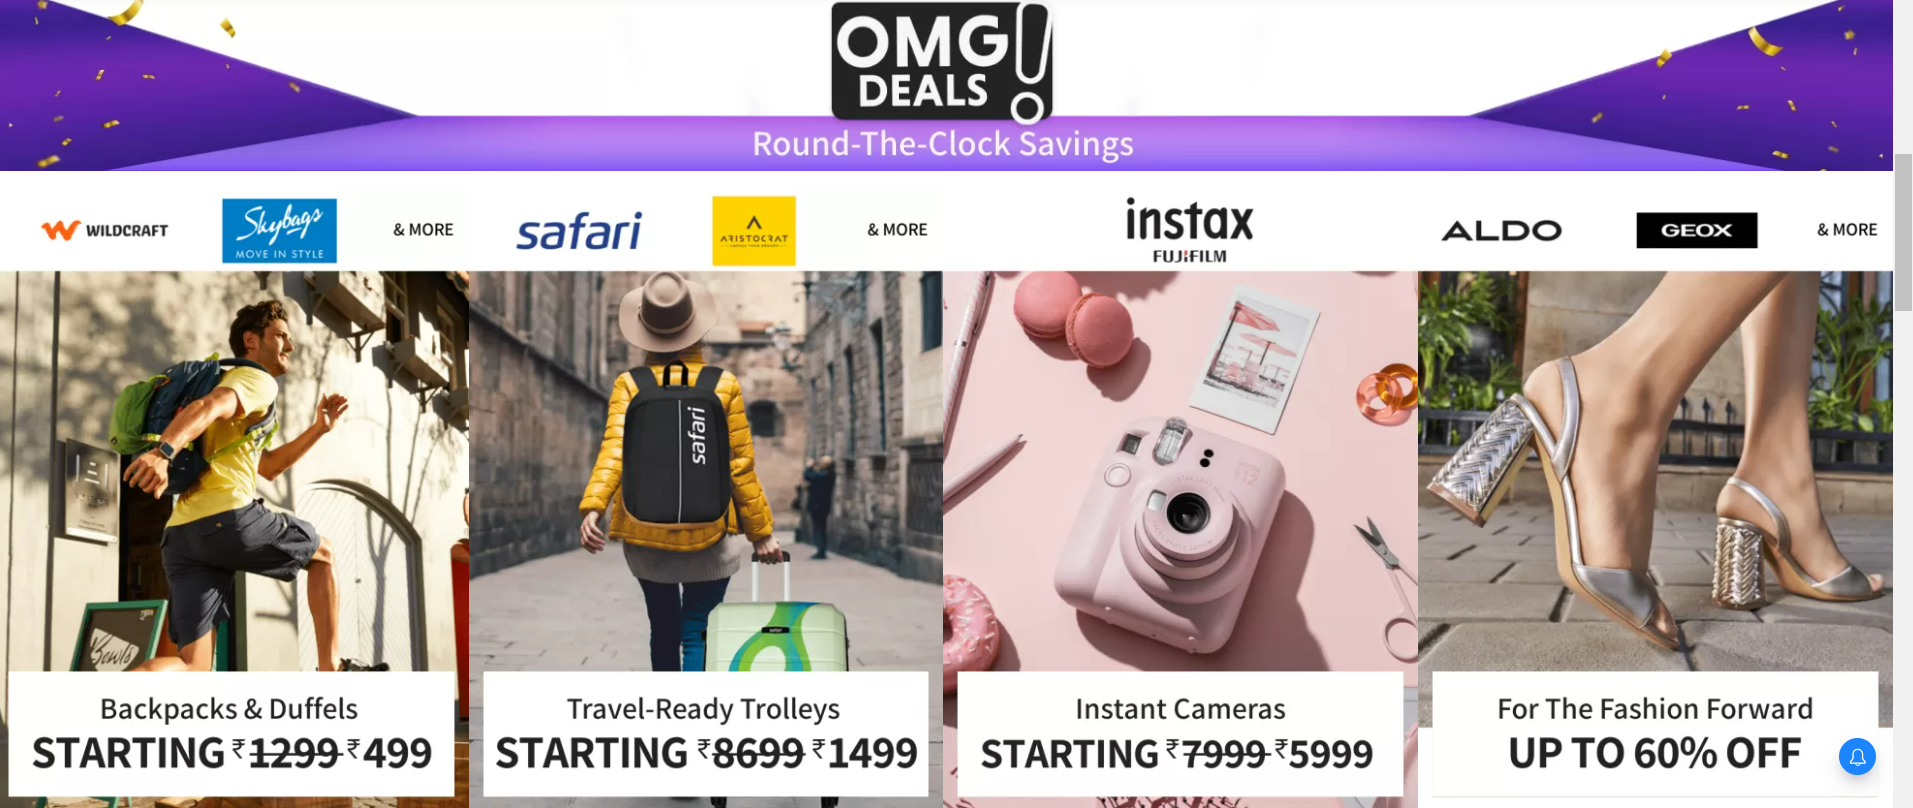 OMG!
DEALS
Round-The-Clock Savings
WILDCRAFT
Skybags
MOVE IN STYLE
& MORE
safari
ARISTOCRAT
& MORE
instax
FUJIFILM
ALDO
GEOX
& MORE
safari
Bowls
12
Backpacks & Duffels
STARTING ₹1299 ₹499
Travel-Ready Trolleys
STARTING ₹8699 ₹1499
Instant Cameras
STARTING ₹7999 ₹5999
For The Fashion Forward
UP TO 60% OFF